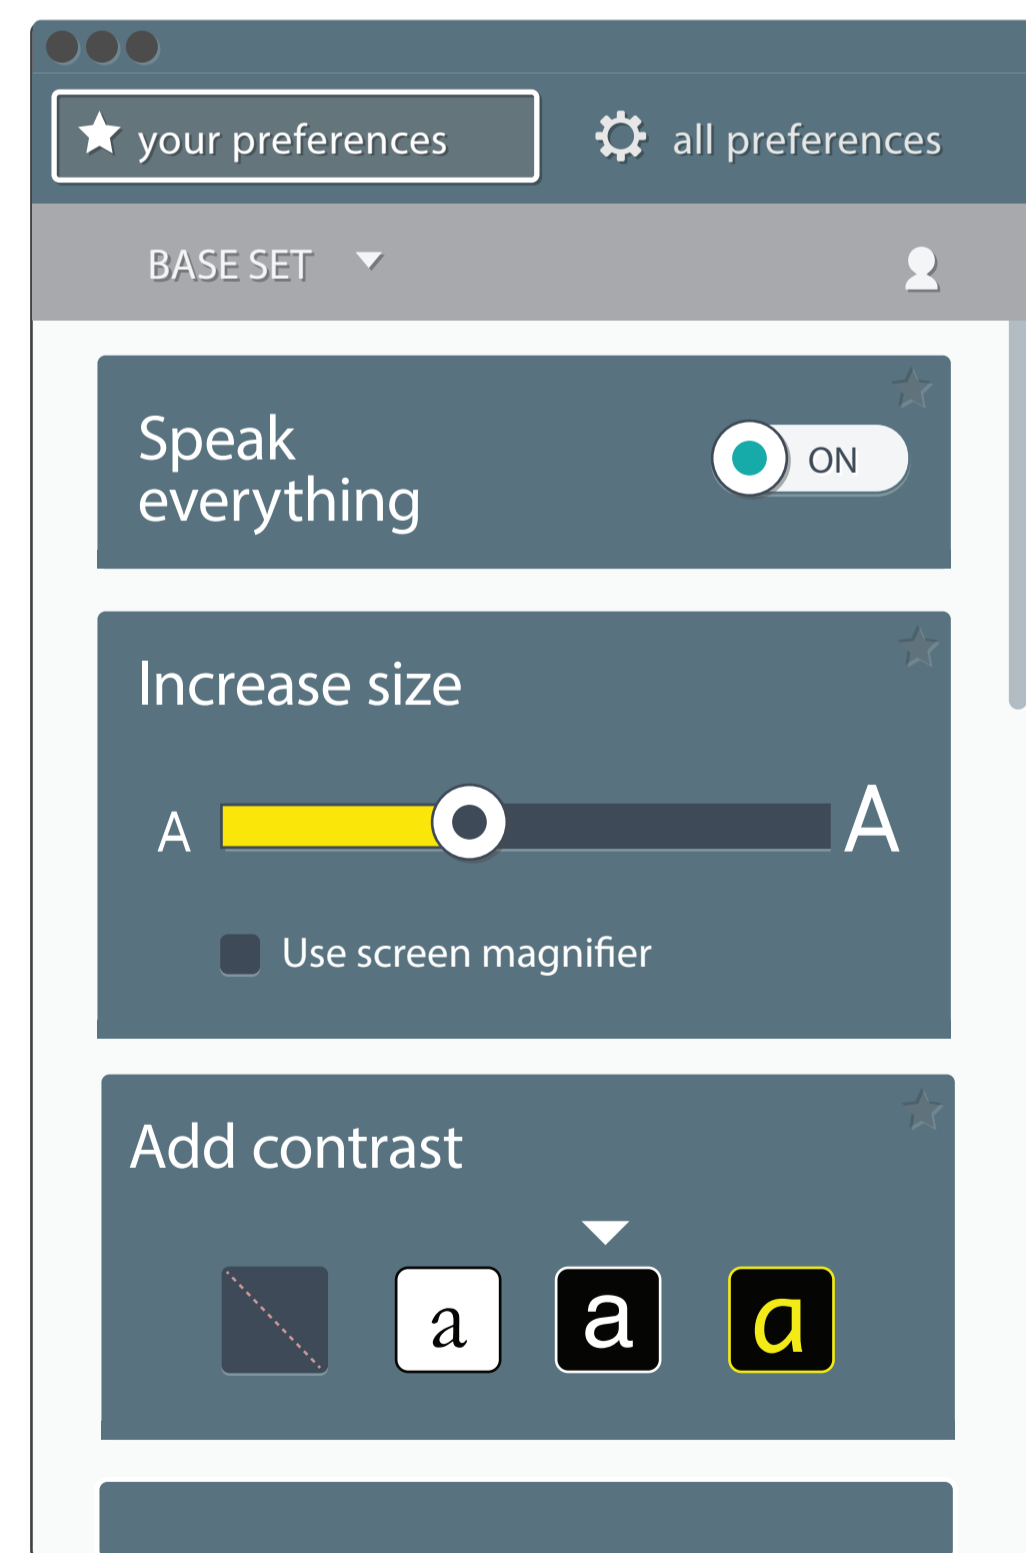 your preferences
all preferences
BASE SET
Speak
everything
ON
Increase size
A
A
Use screen magnifier
Add contrast
a
a
a